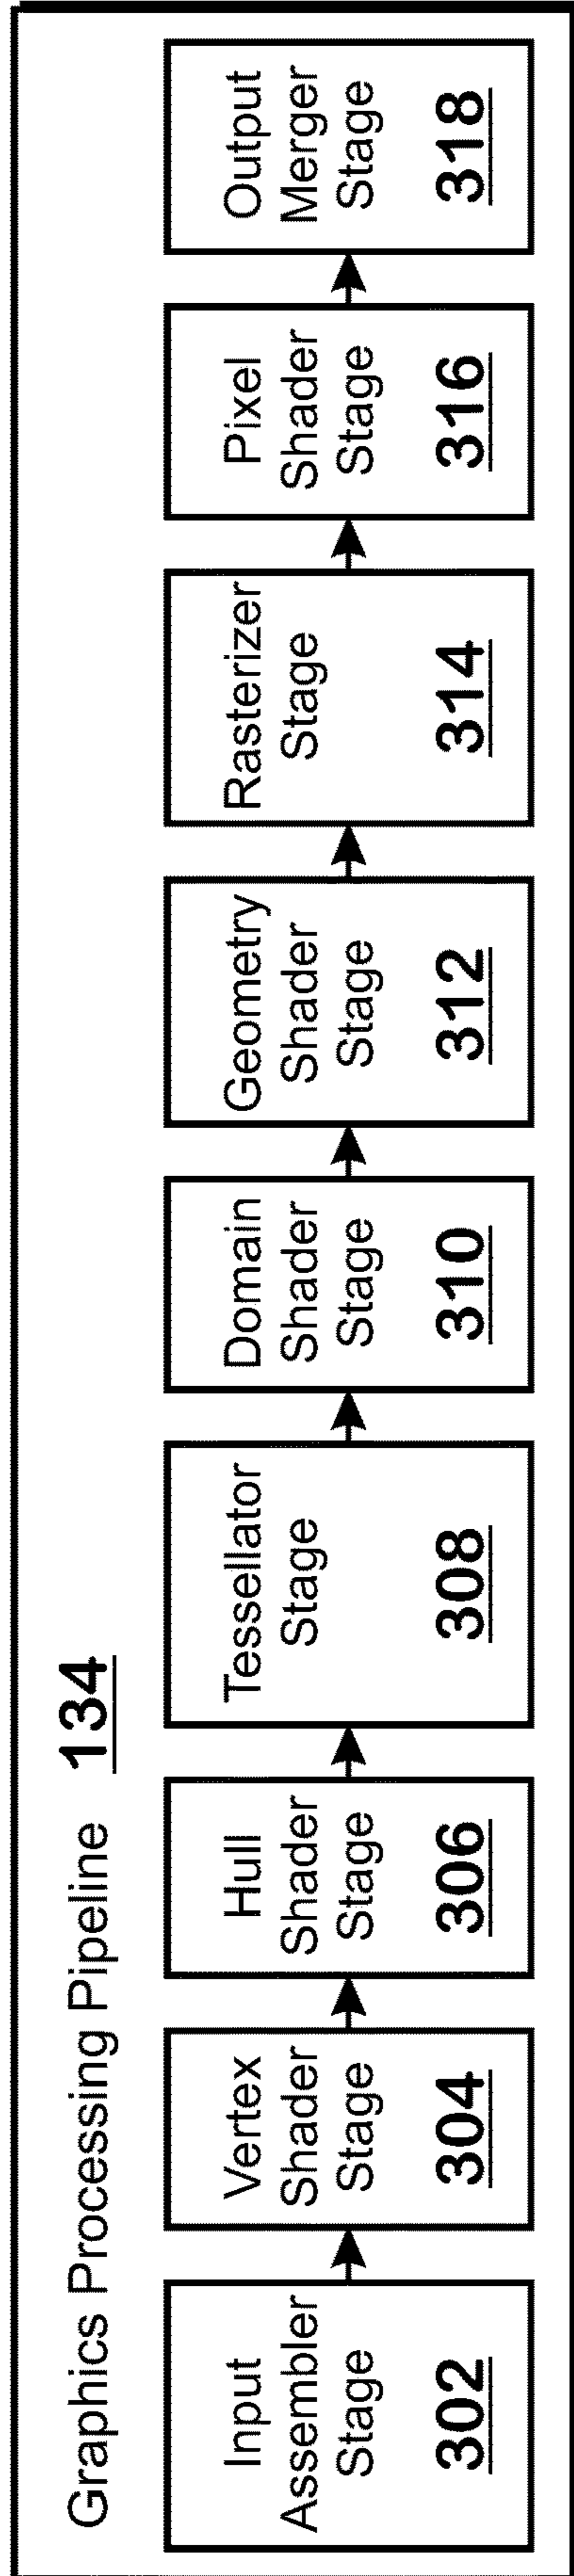 Graphics Processing Pipeline 134
Input
Assembler
Stage
302
Vertex
Shader
Stage
304
Hull
Shader
Stage
306
Tessellator
Stage
308
Domain
Shader
Stage
310
Geometry
Shader
Stage
312
Rasterizer
Stage
314
Pixel
Shader
Stage
316
Output
Merger
Stage
318